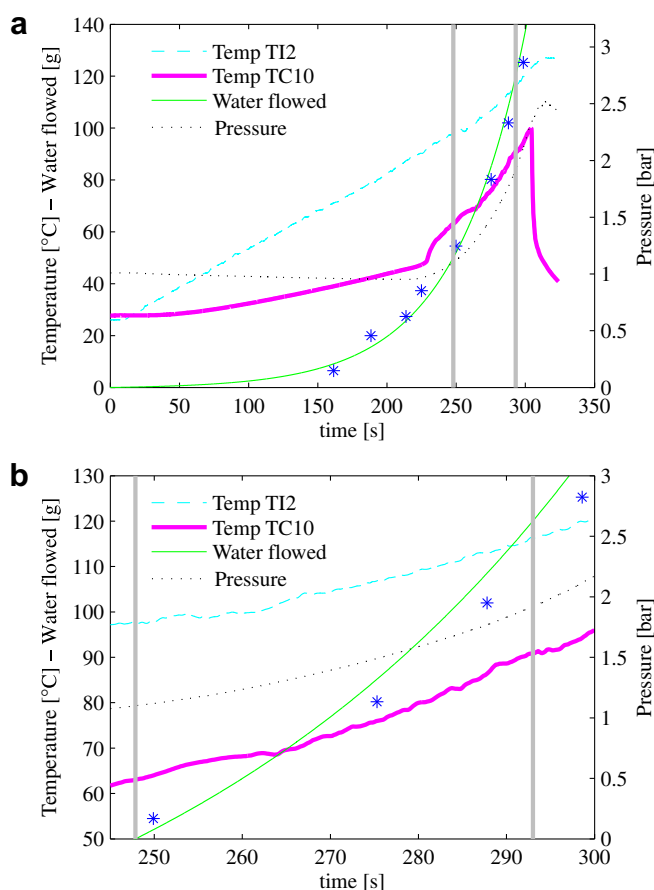 a
140
120
100
80
60
40
20
0
Temperature [°C] – Water flowed [g]
Temp TI2
Temp TC10
Water flowed
Pressure
3
2.5
2
1.5
1
0.5
0
Pressure [bar]
0 50 100 150 200 250 300 350
time [s]
b
130
120
110
100
90
80
70
60
50
Temperature [°C] – Water flowed [g]
Temp TI2
Temp TC10
Water flowed
Pressure
3
2.5
2
1.5
1
0.5
0
Pressure [bar]
250 260 270 280 290 300
time [s]